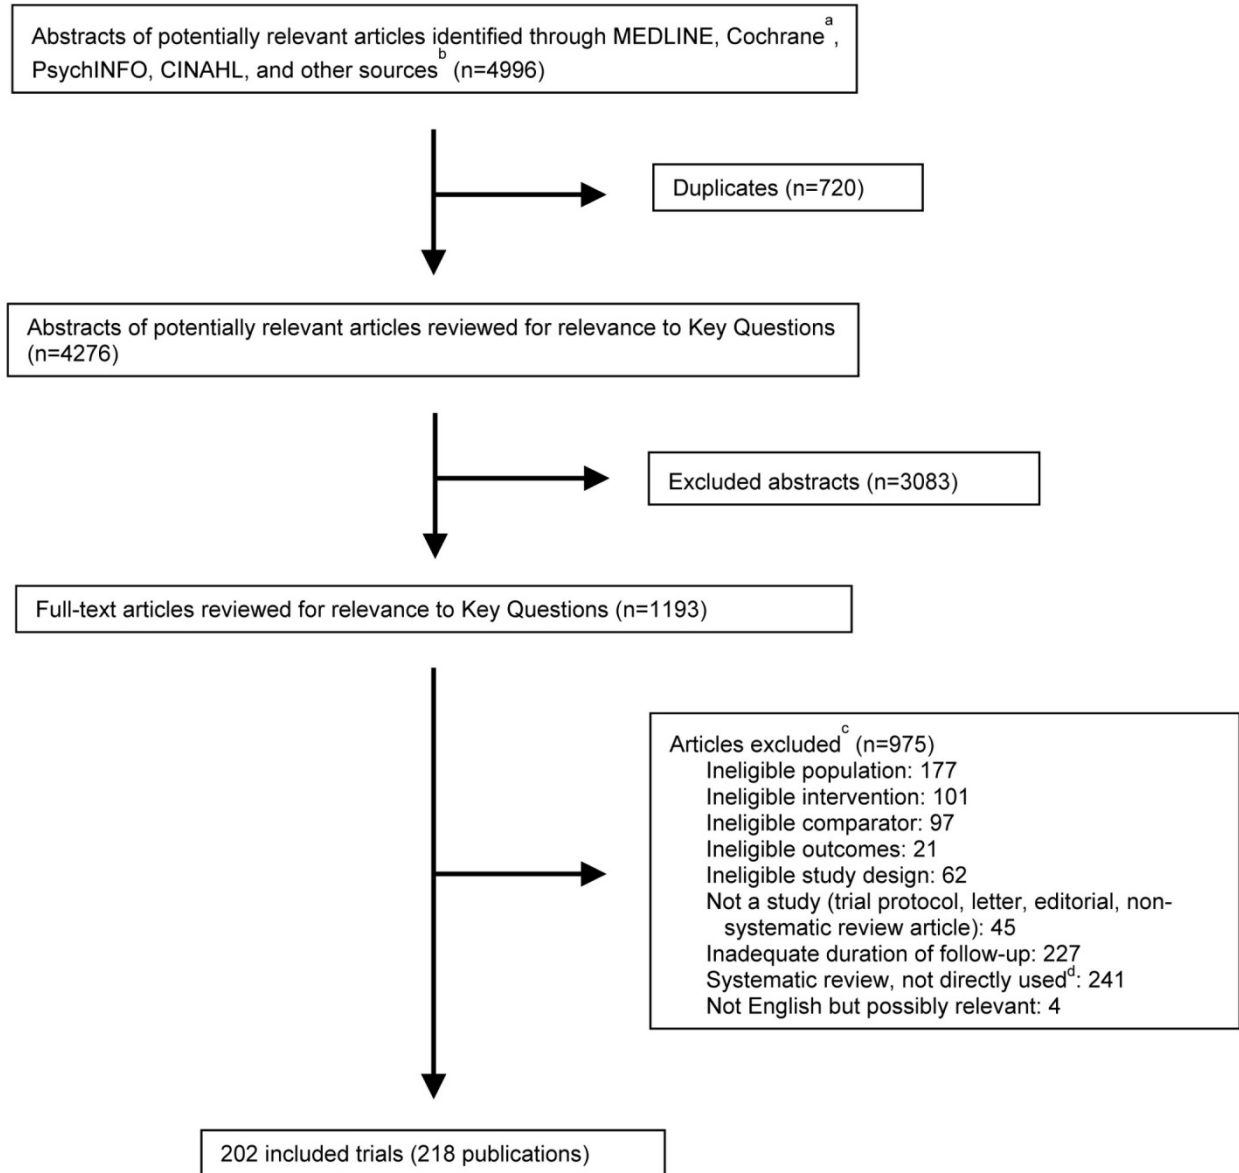 Abstracts of potentially relevant articles identified through MEDLINE, Cochraneᵃ,
PsychINFO, CINAHL, and other sourcesᵇ (n=4996)
Duplicates (n=720)
Abstracts of potentially relevant articles reviewed for relevance to Key Questions
(n=4276)
Excluded abstracts (n=3083)
Full-text articles reviewed for relevance to Key Questions (n=1193)
Articles excludedᶜ (n=975)
Ineligible population: 177
Ineligible intervention: 101
Ineligible comparator: 97
Ineligible outcomes: 21
Ineligible study design: 62
Not a study (trial protocol, letter, editorial, non-
systematic review article): 45
Inadequate duration of follow-up: 227
Systematic review, not directly usedᵈ: 241
Not English but possibly relevant: 4
202 included trials (218 publications)